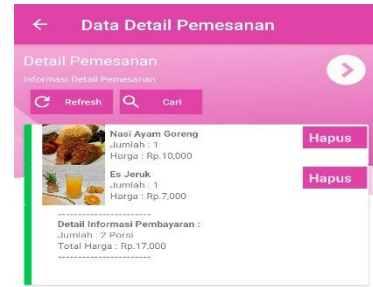 Data Detail Pemesanan
Detail Pemesanan
Informasi Detail Pemesanan
Refresh
Cari
Nasi Ayam Goreng
Jumlah : 1
Harga : Rp.10,000
Hapus
Es Jeruk
Jumlah : 1
Harga : Rp.7,000
Hapus
-----------------------
Detail Informasi Pembayaran :
Jumlah : 2 Porsi
Total Harga : Rp.17,000
-----------------------